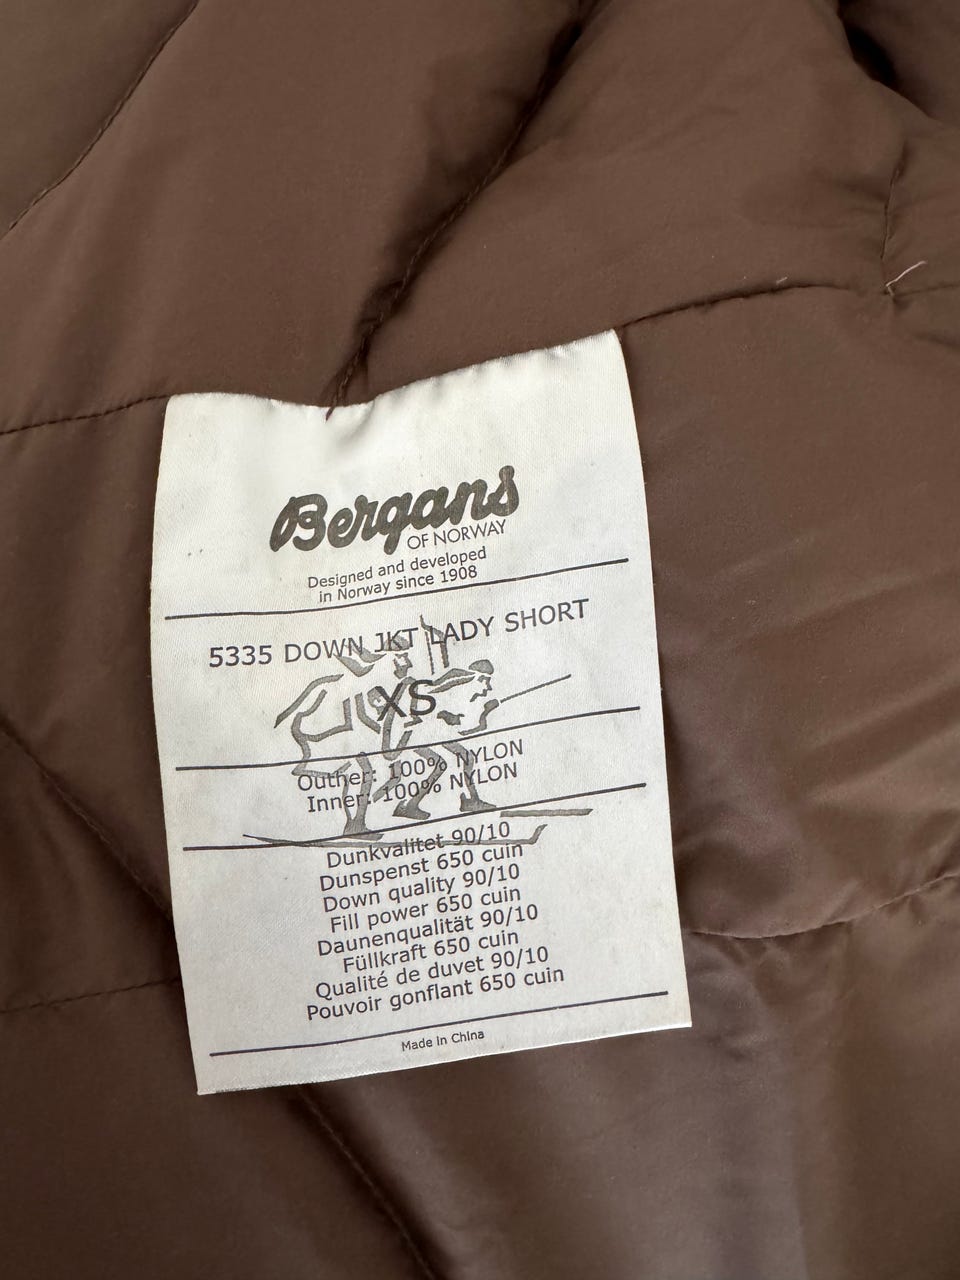 Bergans
OF NORWAY
Designed and developed
in Norway since 1908
5335 DOWN JKT LADY SHORT
XS
Outher: 100% NYLON
Inner: 100% NYLON
Dunkvalitet 90/10
Dunspenst 650 cuin
Down quality 90/10
Fill power 650 cuin
Daunenqualität 90/10
Füllkraft 650 cuin
Qualité de duvet 90/10
Pouvoir gonflant 650 cuin
Made in China